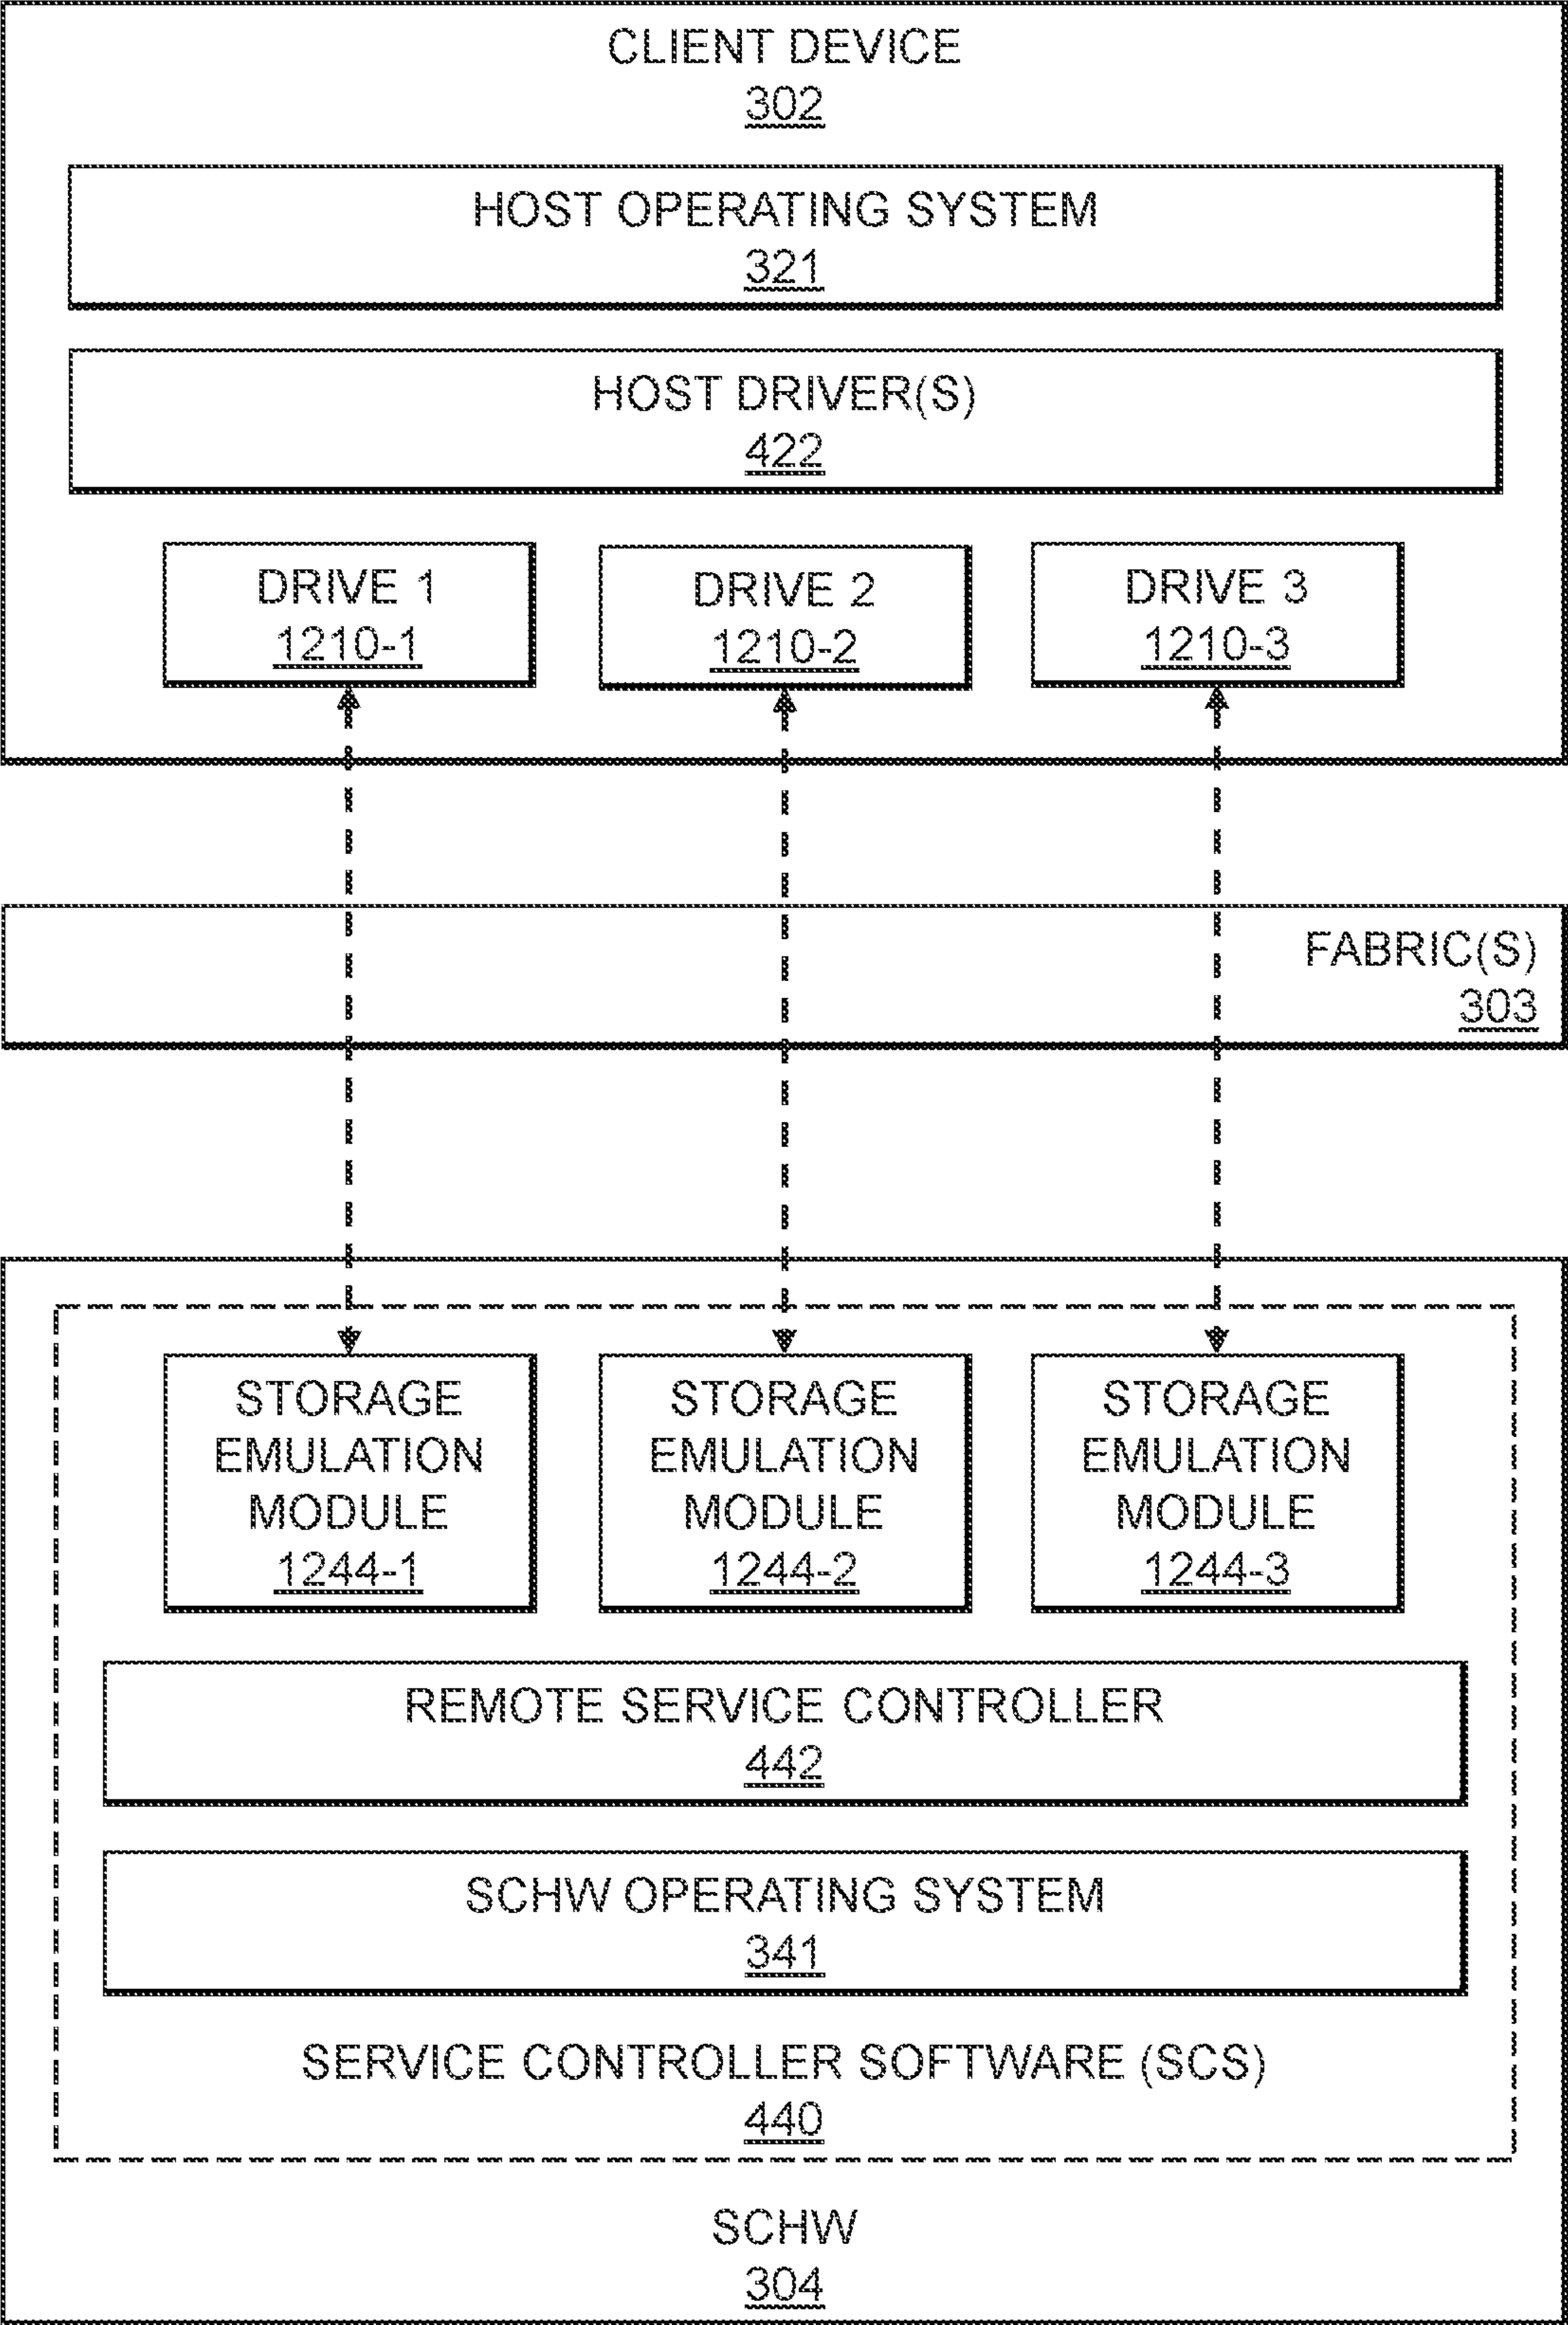 CLIENT DEVICE
302
HOST OPERATING SYSTEM
321
HOST DRIVER(S)
422
DRIVE 1
1210-1
DRIVE 2
1210-2
DRIVE 3
1210-3
FABRIC(S)
303
STORAGE
EMULATION
MODULE
1244-1
STORAGE
EMULATION
MODULE
1244-2
STORAGE
EMULATION
MODULE
1244-3
REMOTE SERVICE CONTROLLER
442
SCHW OPERATING SYSTEM
341
SERVICE CONTROLLER SOFTWARE (SCS)
440
SCHW
304